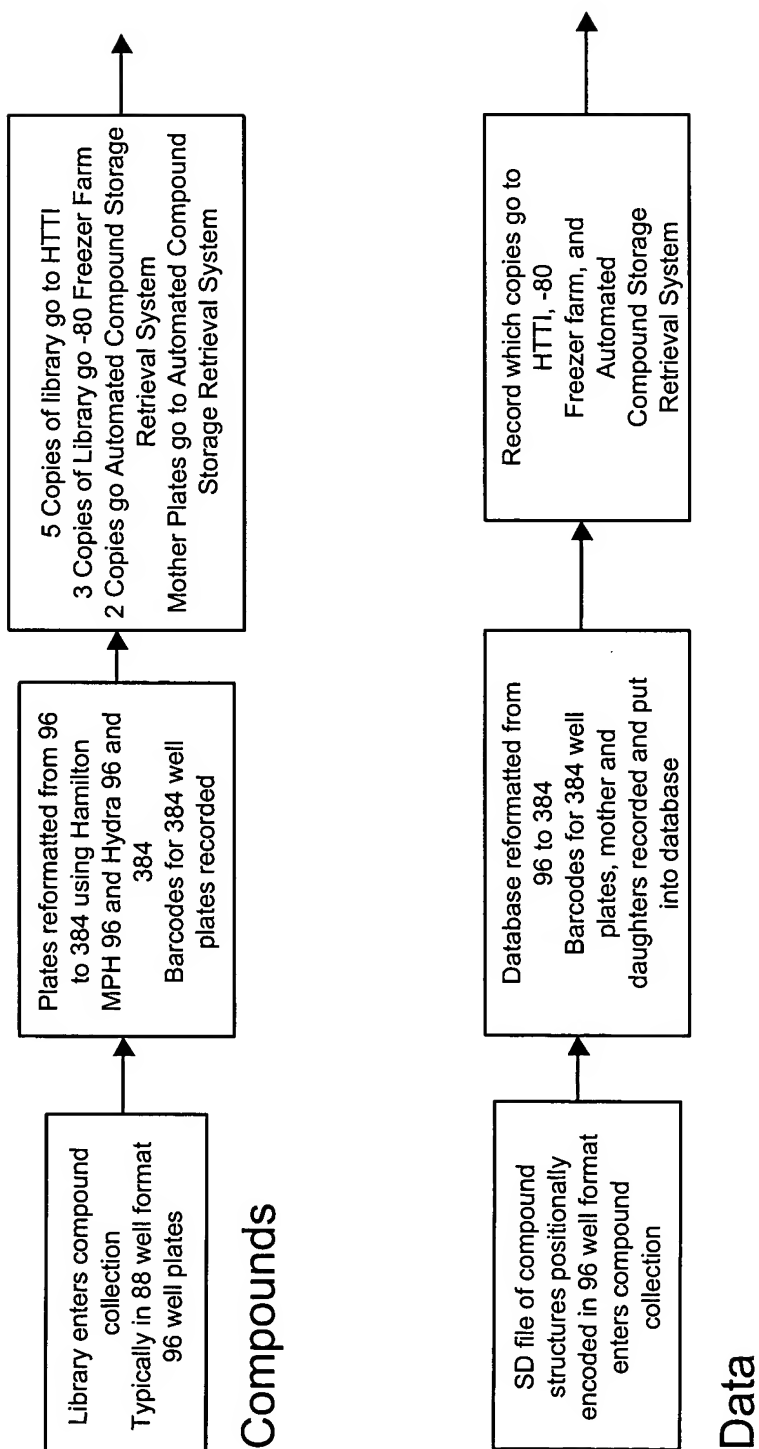 Compounds
Library enters compound
collection
Typically in 88 well format
96 well plates
Plates reformatted from 96
to 384 using Hamilton
MPH 96 and Hydra 96 and
384
Barcodes for 384 well
plates recorded
5 Copies of library go to HTTI
3 Copies of Library go -80 Freezer Farm
2 Copies go Automated Compound Storage
Retrieval System
Mother Plates go to Automated Compound
Storage Retrieval System
Data
SD file of compound
structures positionally
encoded in 96 well format
enters compound
collection
Database reformatted from
96 to 384
Barcodes for 384 well
plates, mother and
daughters recorded and put
into database
Record which copies go to
HTTI, -80
Freezer farm, and
Automated
Compound Storage
Retrieval System